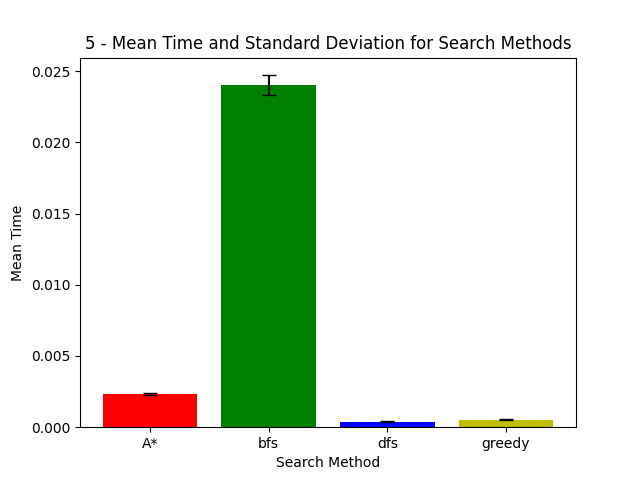 5 - Mean Time and Standard Deviation for Search Methods
0.025
0.020
0.015
0.010
0.005
0.000
Mean Time
A*
bfs
dfs
greedy
Search Method